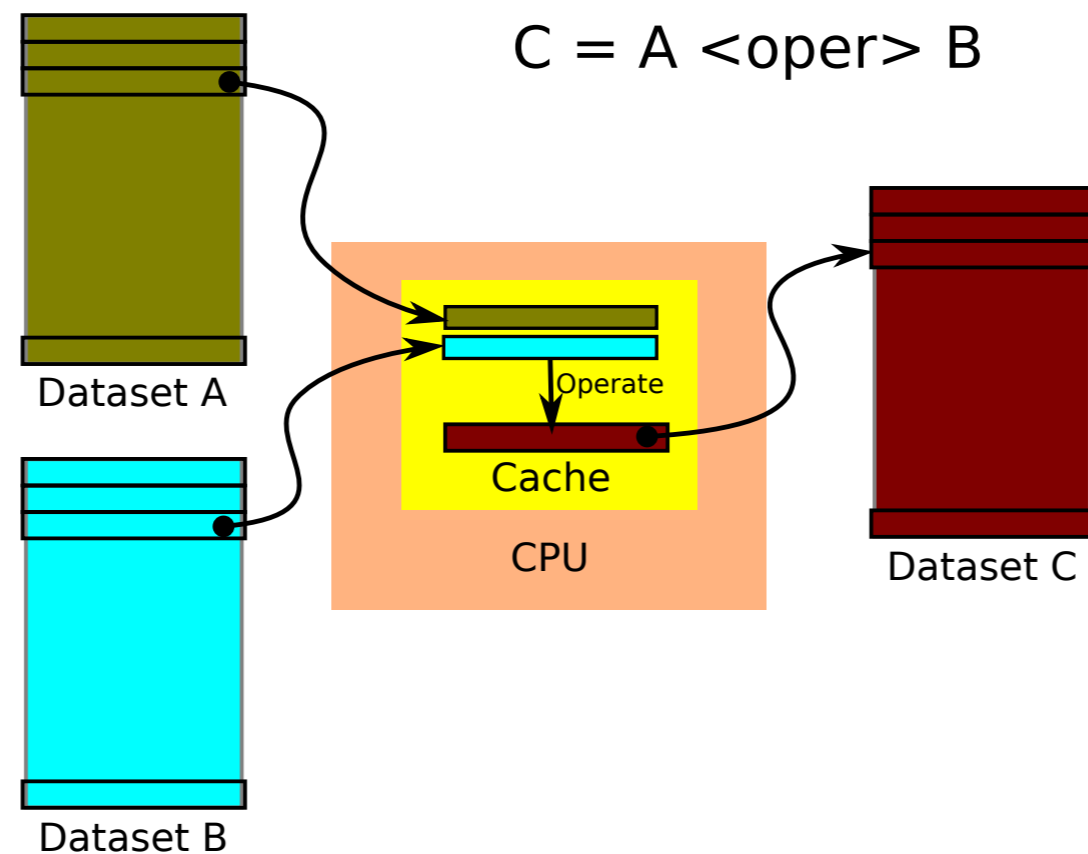 C = A <oper> B
Dataset A
Operate
Cache
CPU
Dataset C
Dataset B